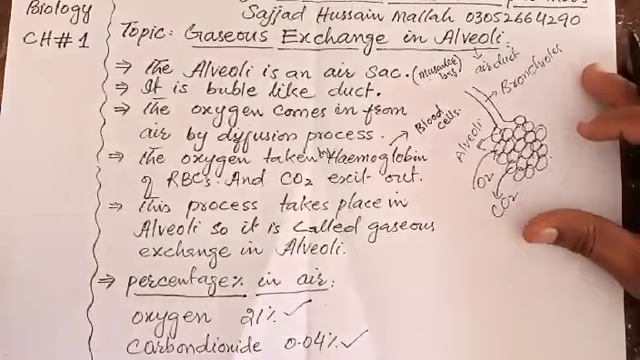 Biology
CH#1
Sajjad Hussain Mallah 03052664290
Topic: Gaseous Exchange in Alveoli.
⇒ The Alveoli is an air sac. (muscular bag)
air duct
Bronchioles
⇒ It is buble like duct.
⇒ the oxygen comes in from
air by dyfusion process.
Blood
cells.
⇒ the oxygen taken by Haemoglobin
of RBCs. And CO2 excit out.
Alveoli
O2
CO2
⇒ this process takes place in
Alveoli so it is called gaseous
exchange in Alveoli.
⇒ percentage% in air:
oxygen 21% ✓
Carbondioxide 0.04% ✓